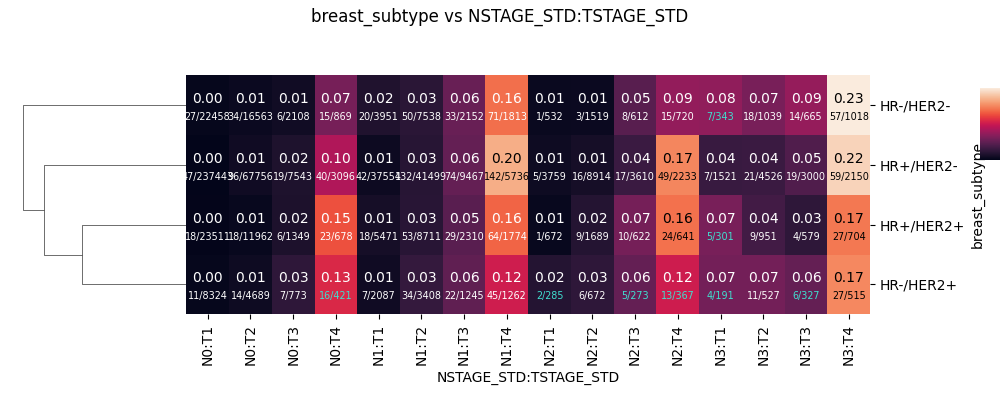 breast_subtype vs NSTAGE_STD:TSTAGE_STD
0.00 0.01 0.01 0.07 0.02 0.03 0.06 0.16 0.01 0.01 0.05 0.09 0.08 0.07 0.09 0.23
27/22458 34/16563 6/2108 15/869 20/3951 50/7538 33/2152 71/1813 1/532 3/1519 8/612 15/720 7/343 18/1039 14/665 57/1018
HR-/HER2-
0.00 0.01 0.02 0.10 0.01 0.03 0.06 0.20 0.01 0.02 0.04 0.17 0.04 0.04 0.05 0.22
19/7543 40/3096 74/9467 142/5736 5/3759 16/8914 17/3610 49/2233 7/1521 21/4526 19/3000 59/2150
HR+/HER2-
0.00 0.01 0.02 0.15 0.01 0.03 0.05 0.16 0.01 0.02 0.07 0.16 0.07 0.04 0.03 0.17
18/23511 18/11962 6/1349 23/678 18/5471 53/8711 29/2310 64/1774 1/672 9/1689 10/622 24/641 5/301 9/951 4/579 27/704
HR+/HER2+
0.00 0.01 0.03 0.13 0.01 0.03 0.06 0.12 0.02 0.03 0.06 0.12 0.07 0.07 0.06 0.17
11/8324 14/4689 7/773 16/421 7/2087 34/3408 22/1245 45/1262 2/285 6/672 5/273 13/367 4/191 11/527 6/327 27/515
HR-/HER2+
breast_subtype
N0:T1 N0:T2 N0:T3 N0:T4 N1:T1 N1:T2 N1:T3 N1:T4 N2:T1 N2:T2 N2:T3 N2:T4 N3:T1 N3:T2 N3:T3 N3:T4
NSTAGE_STD:TSTAGE_STD